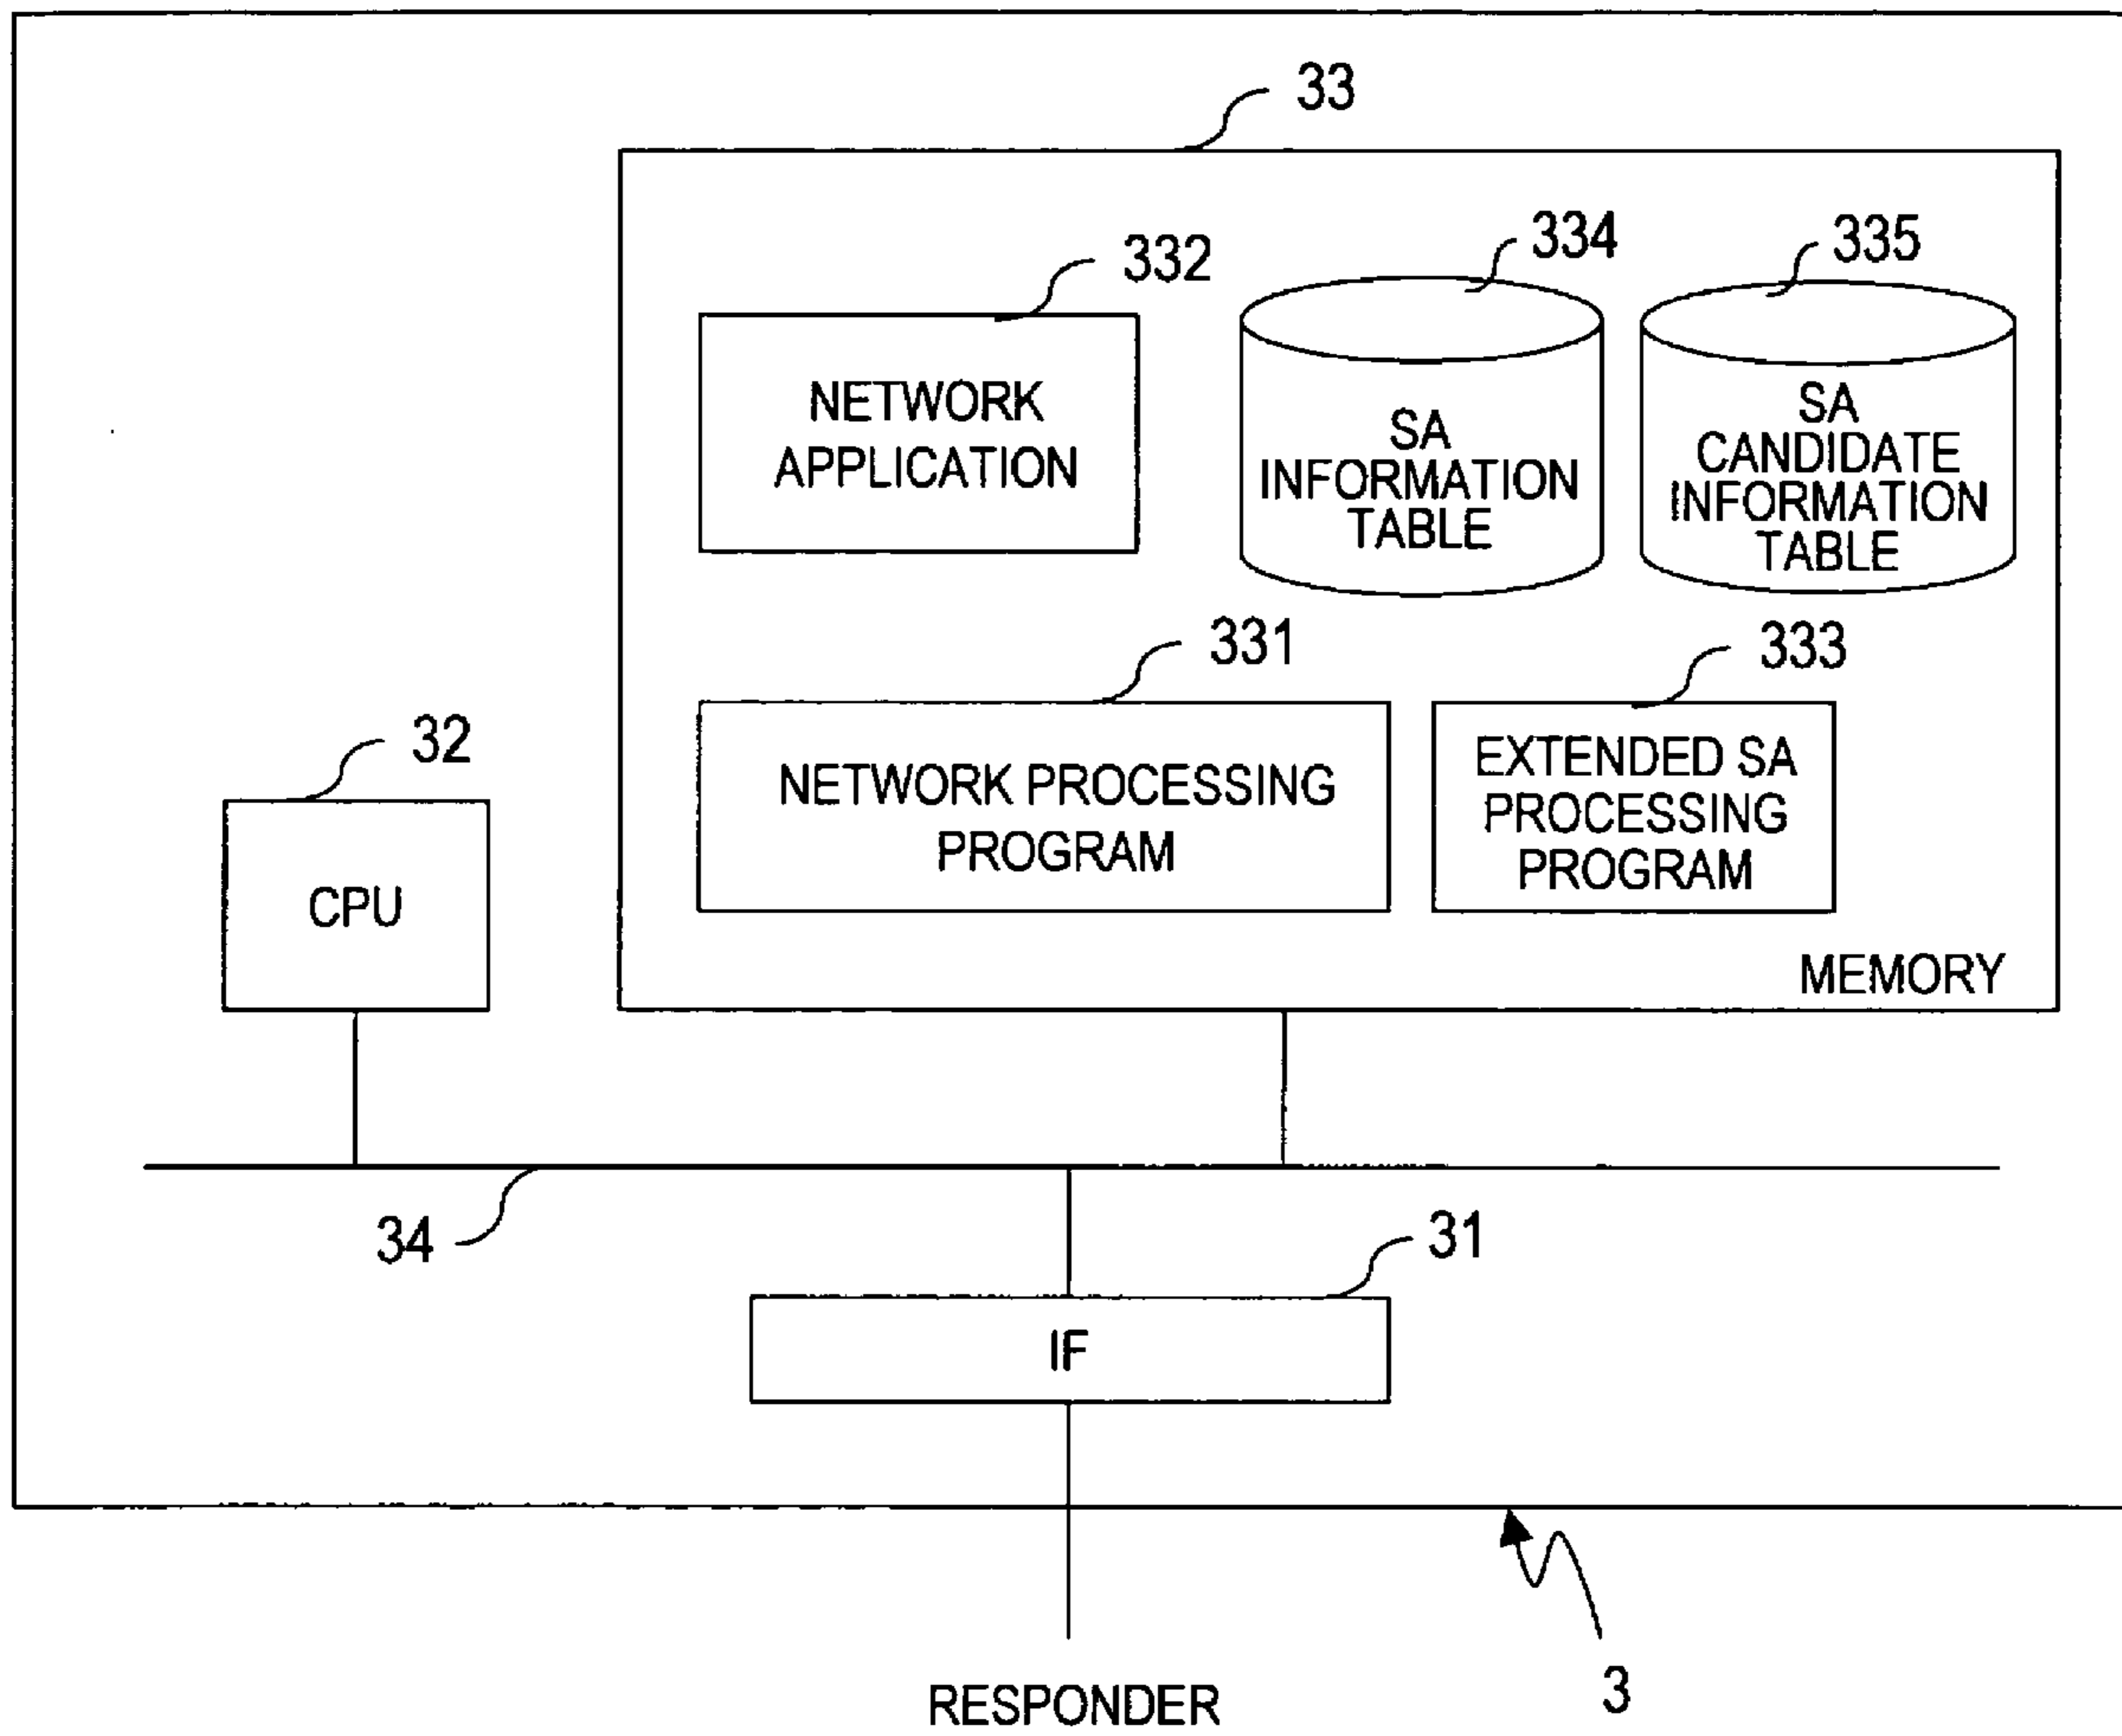 33
334
335
332
NETWORK
APPLICATION
SA
INFORMATION
TABLE
SA
CANDIDATE
INFORMATION
TABLE
331
333
32
NETWORK PROCESSING
PROGRAM
EXTENDED SA
PROCESSING
PROGRAM
CPU
MEMORY
34
31
IF
3
RESPONDER